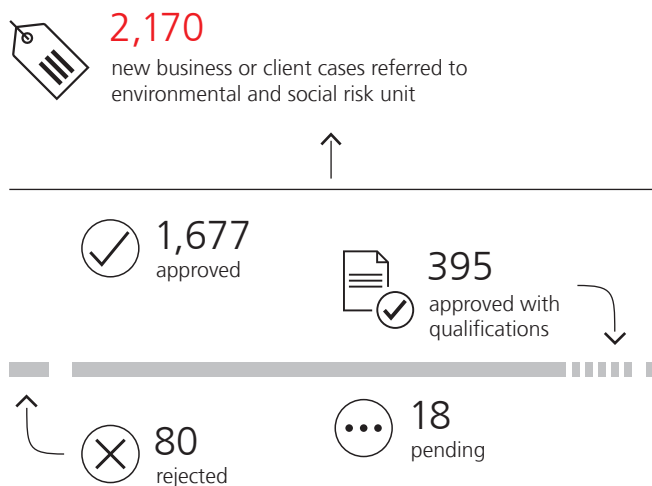 2,170
new business or client cases referred to
environmental and social risk unit
1,677
approved
395
approved with
qualifications
80
rejected
18
pending